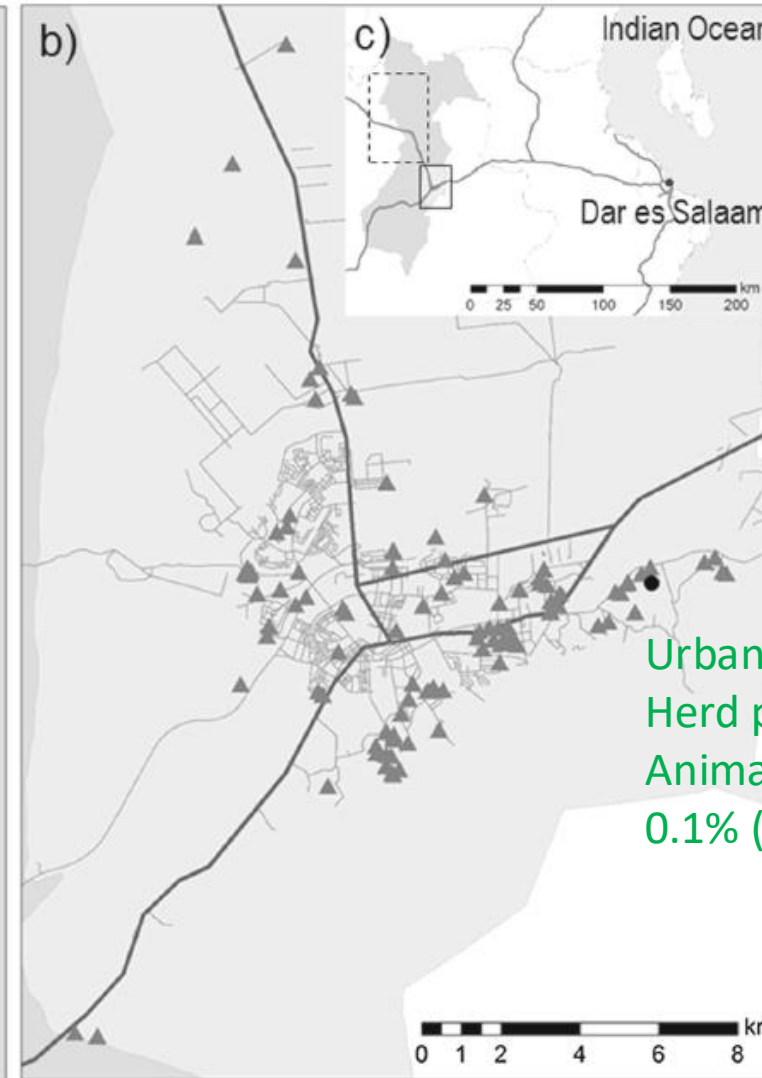 b)
c)
Indian Ocean
Dar es Salaam
km
0 25 50 100 150 200
Urban
Herd p
Anima
0.1% (
km
0 1 2 4 6 8